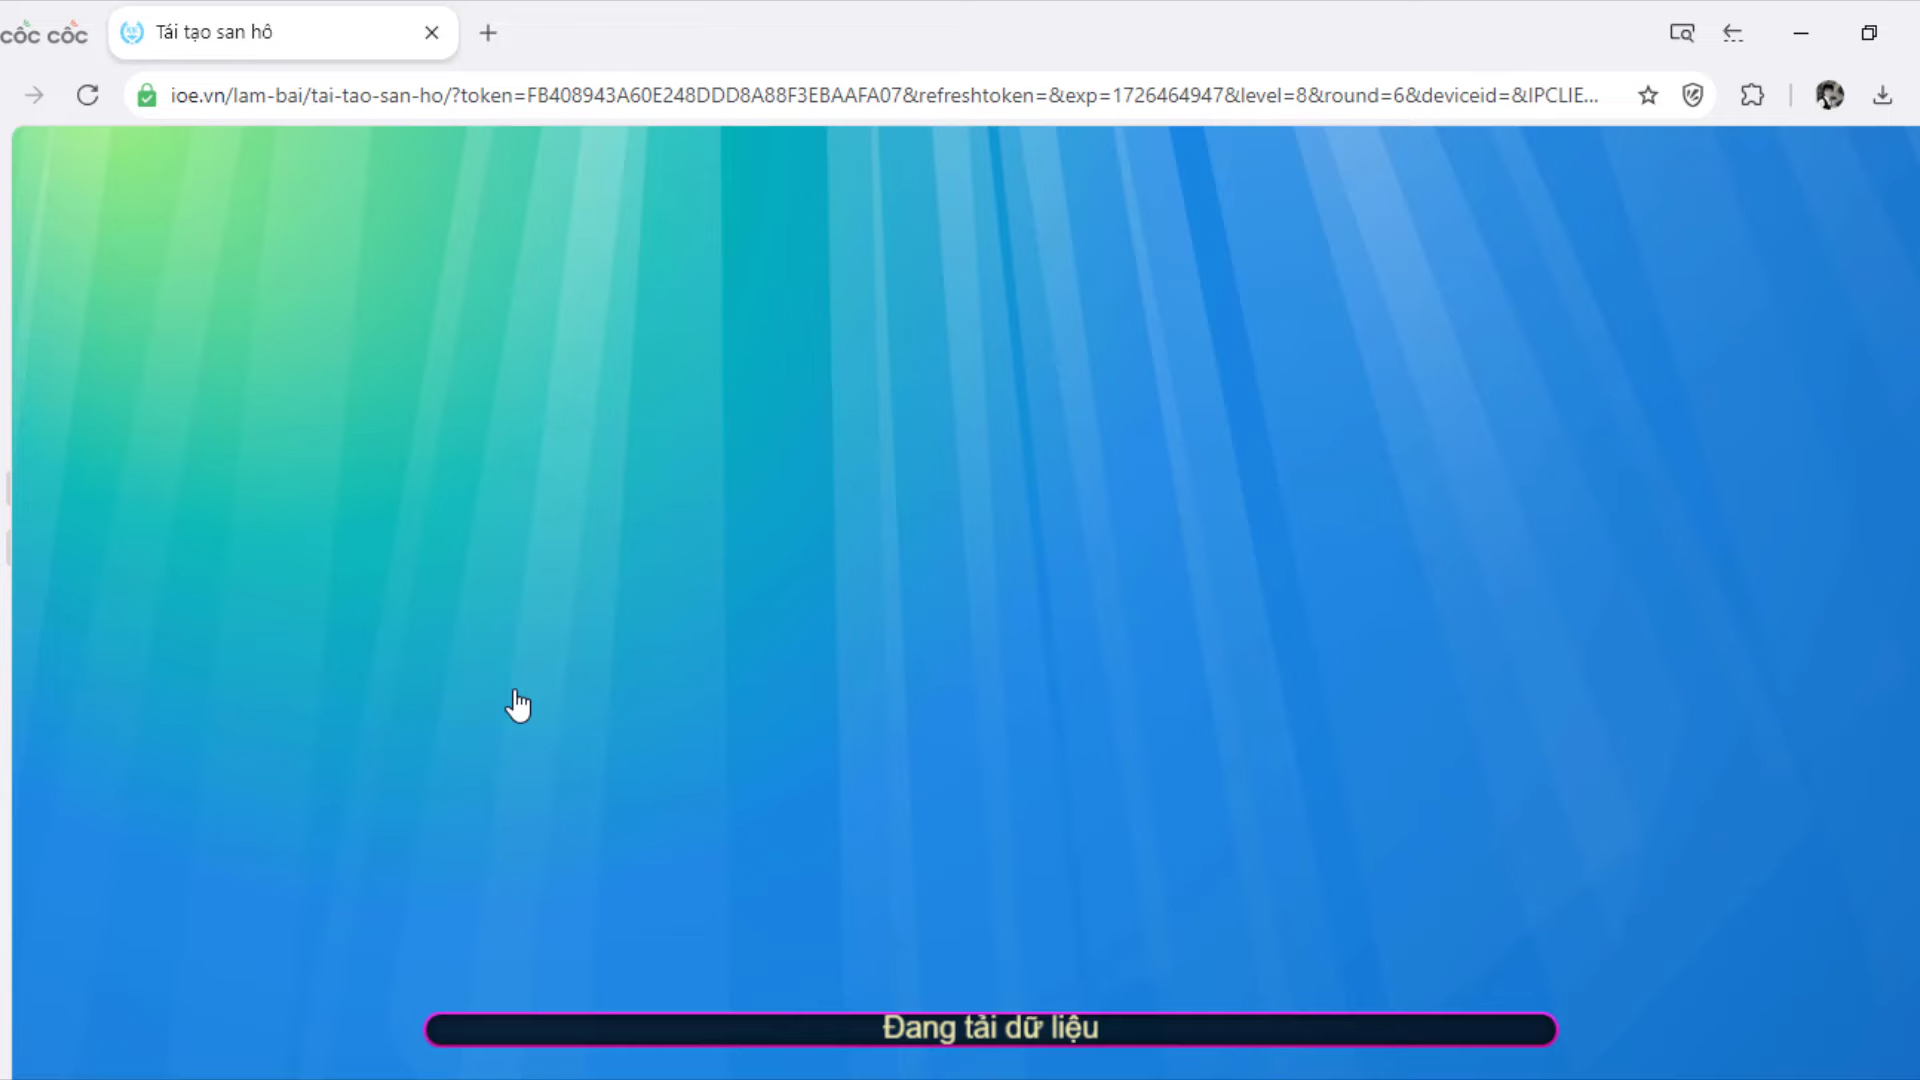 cốc cốc
Tái tạo san hô
ioe.vn/lam-bai/tai-tao-san-ho/?token=FB408943A60E248DDD8A88F3EBAAFA07&refreshtoken=&exp=1726464947&level=8&round=6&deviceid=&IPCLIE...
Đang tải dữ liệu